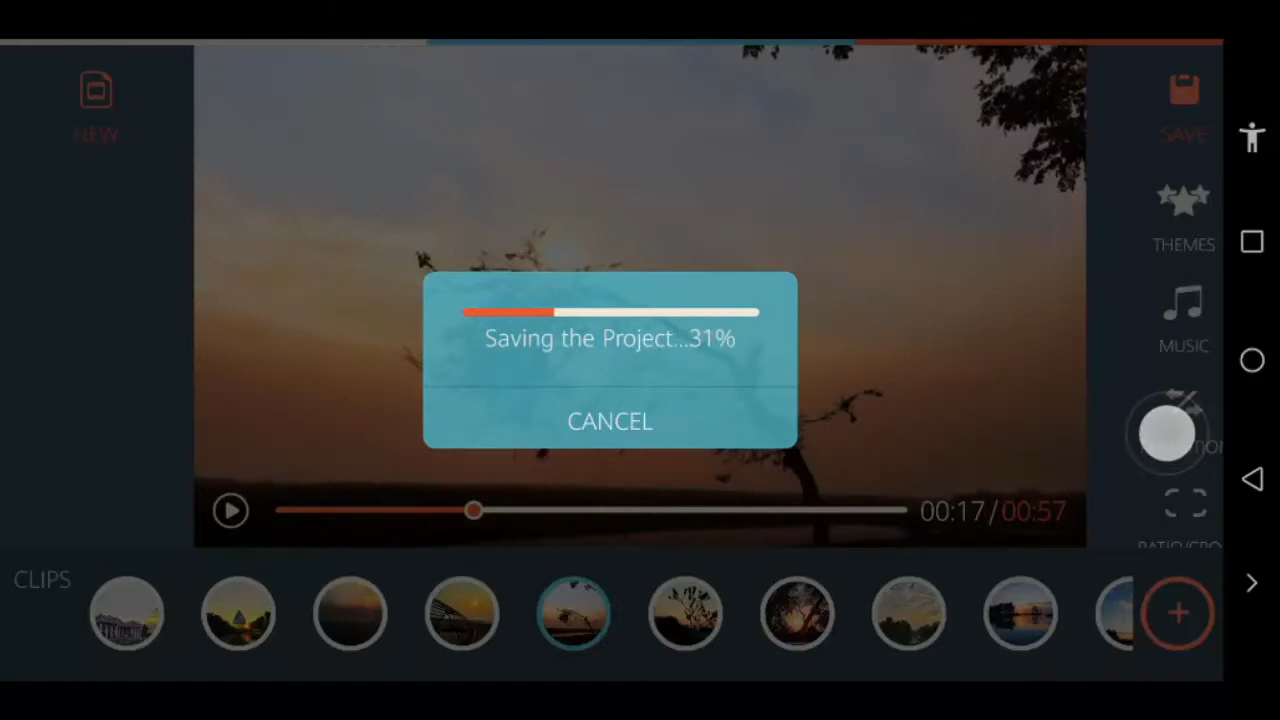 NEW
SAVE
THEMES
MUSIC
Saving the Project...31%
CANCEL
00:17/00:57
CLIPS